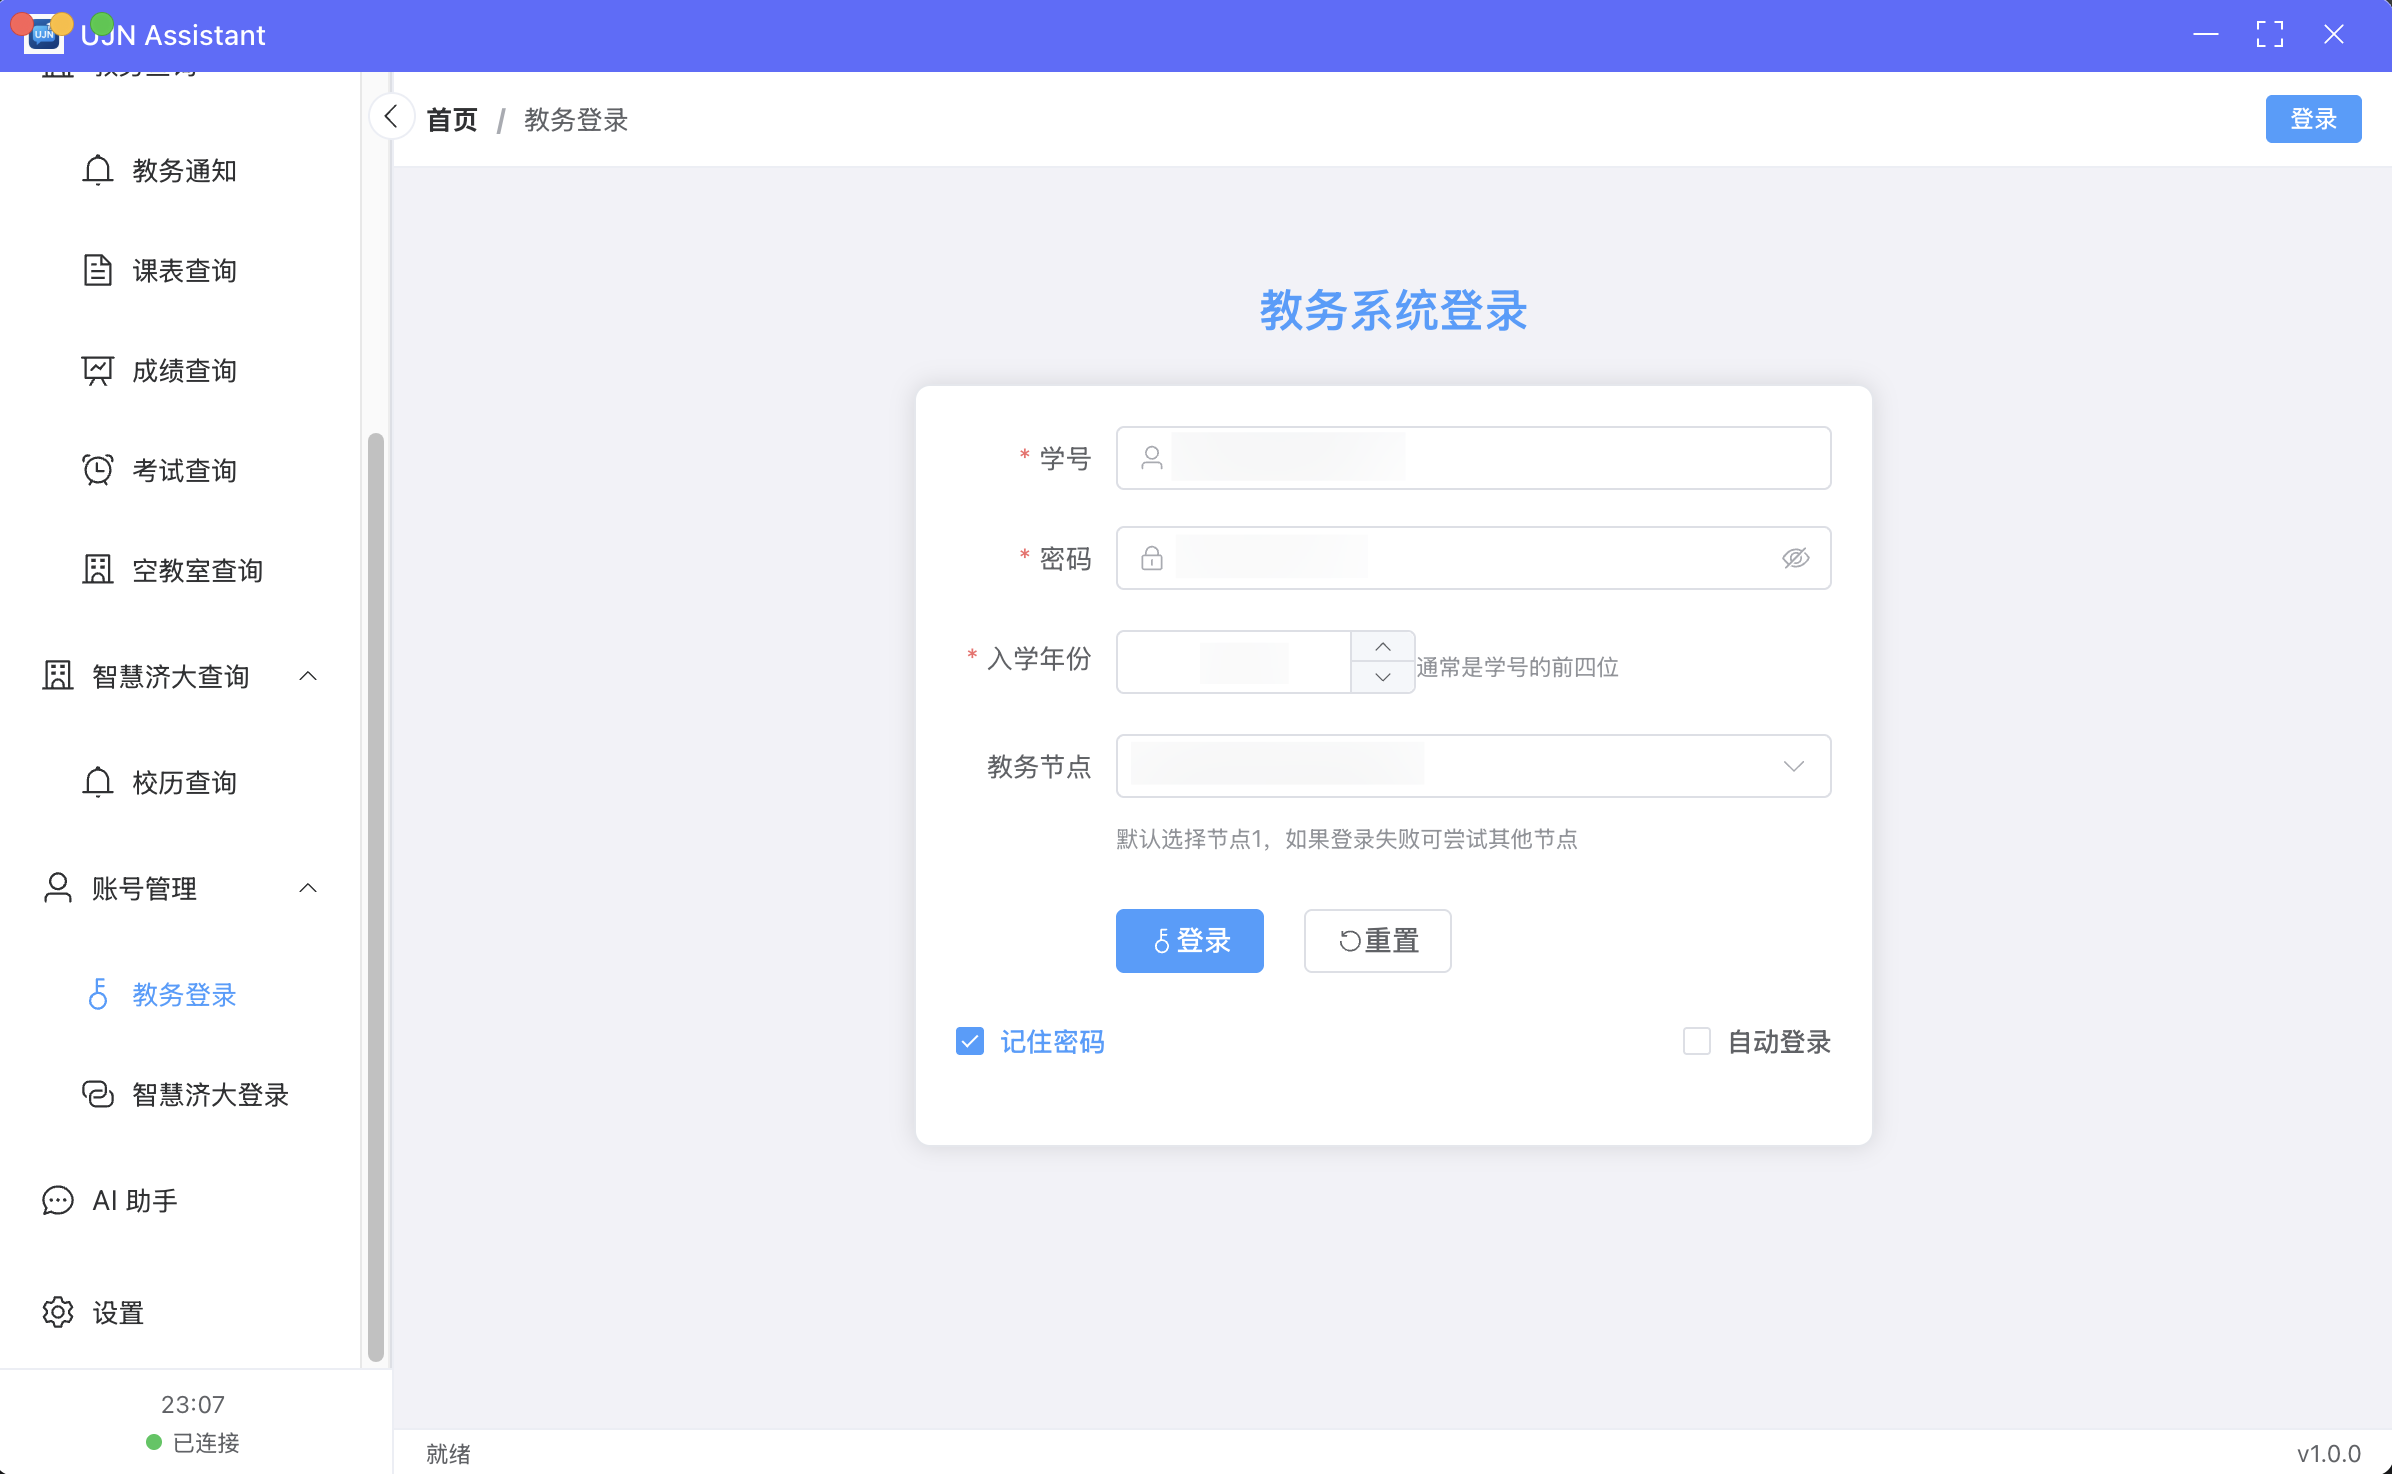 UJN Assistant
首页 / 教务登录
登录
教务通知
课表查询
成绩查询
考试查询
空教室查询
智慧济大查询
校历查询
账号管理
教务登录
智慧济大登录
AI 助手
设置
23:07
已连接
教务系统登录
* 学号
* 密码
* 入学年份
通常是学号的前四位
教务节点
默认选择节点1，如果登录失败可尝试其他节点
登录
重置
记住密码
自动登录
就绪
v1.0.0